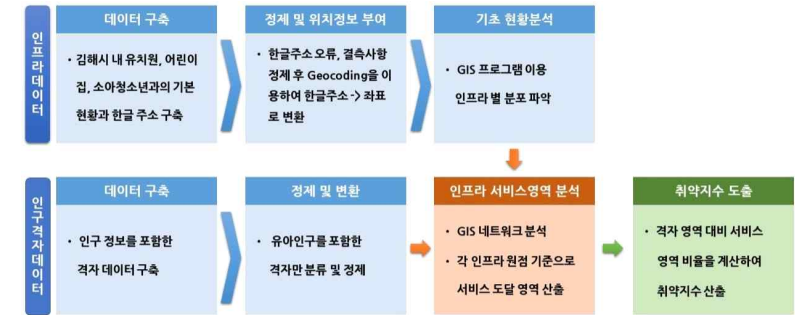 인프라데이터
데이터 구축
• 김해시 내 유치원, 어린이
집, 소아청소년과의 기본
현황과 한글 주소 구축
정제 및 위치정보 부여
• 한글주소 오류, 결측사항
정제 후 Geocoding을 이
용하여 한글주소 -> 좌표
로 변환
기초 현황분석
• GIS 프로그램 이용
인프라 별 분포 파악
인구격자데이터
데이터 구축
• 인구 정보를 포함한
격자 데이터 구축
정제 및 변환
• 유아인구를 포함한
격자만 분류 및 정제
인프라 서비스영역 분석
• GIS 네트워크 분석
• 각 인프라 원점 기준으로
서비스 도달 영역 산출
취약지수 도출
• 격자 영역 대비 서비스
영역 비율을 계산하여
취약지수 산출